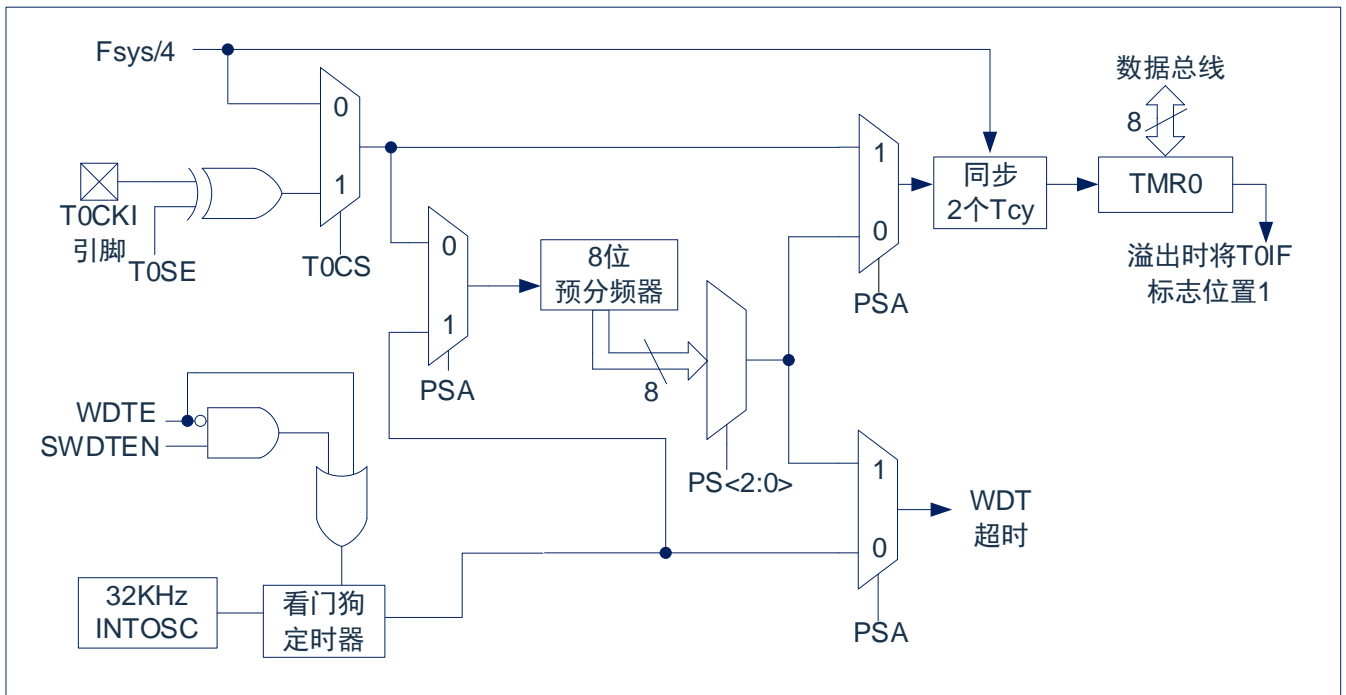 Fsys/4
数据总线
8
0
1
T0CKI
引脚
T0SE
T0CS
0
1
PSA
8位
预分频器
8
PS<2:0>
1
0
PSA
同步
2个Tcy
TMR0
溢出时将T0IF
标志位置1
WDTE
SWDTEN
32KHz
INTOSC
看门狗
定时器
1
0
PSA
WDT
超时